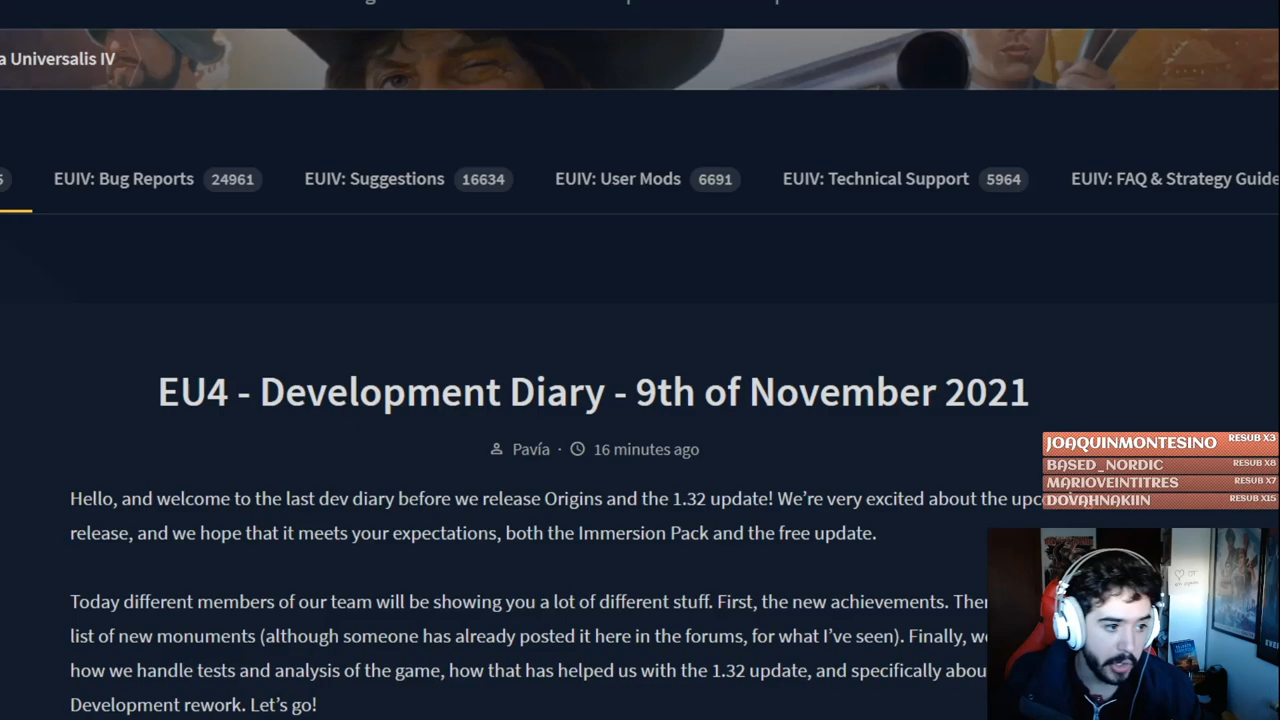 a Universalis IV
5 EUIV: Bug Reports 24961 EUIV: Suggestions 16634 EUIV: User Mods 6691 EUIV: Technical Support 5964 EUIV: FAQ & Strategy Guide
EU4 - Development Diary - 9th of November 2021
Pavía · 16 minutes ago
JOAQUINMONTESINO RESUB X3
BASED_NORDIC RESUB X8
MARIOVEINTITRES RESUB X7
DOVAHNAKIIN RESUB X15
Hello, and welcome to the last dev diary before we release Origins and the 1.32 update! We're very excited about the upc
release, and we hope that it meets your expectations, both the Immersion Pack and the free update.
Today different members of our team will be showing you a lot of different stuff. First, the new achievements. Ther
list of new monuments (although someone has already posted it here in the forums, for what I've seen). Finally, we
how we handle tests and analysis of the game, how that has helped us with the 1.32 update, and specifically abou
Development rework. Let's go!